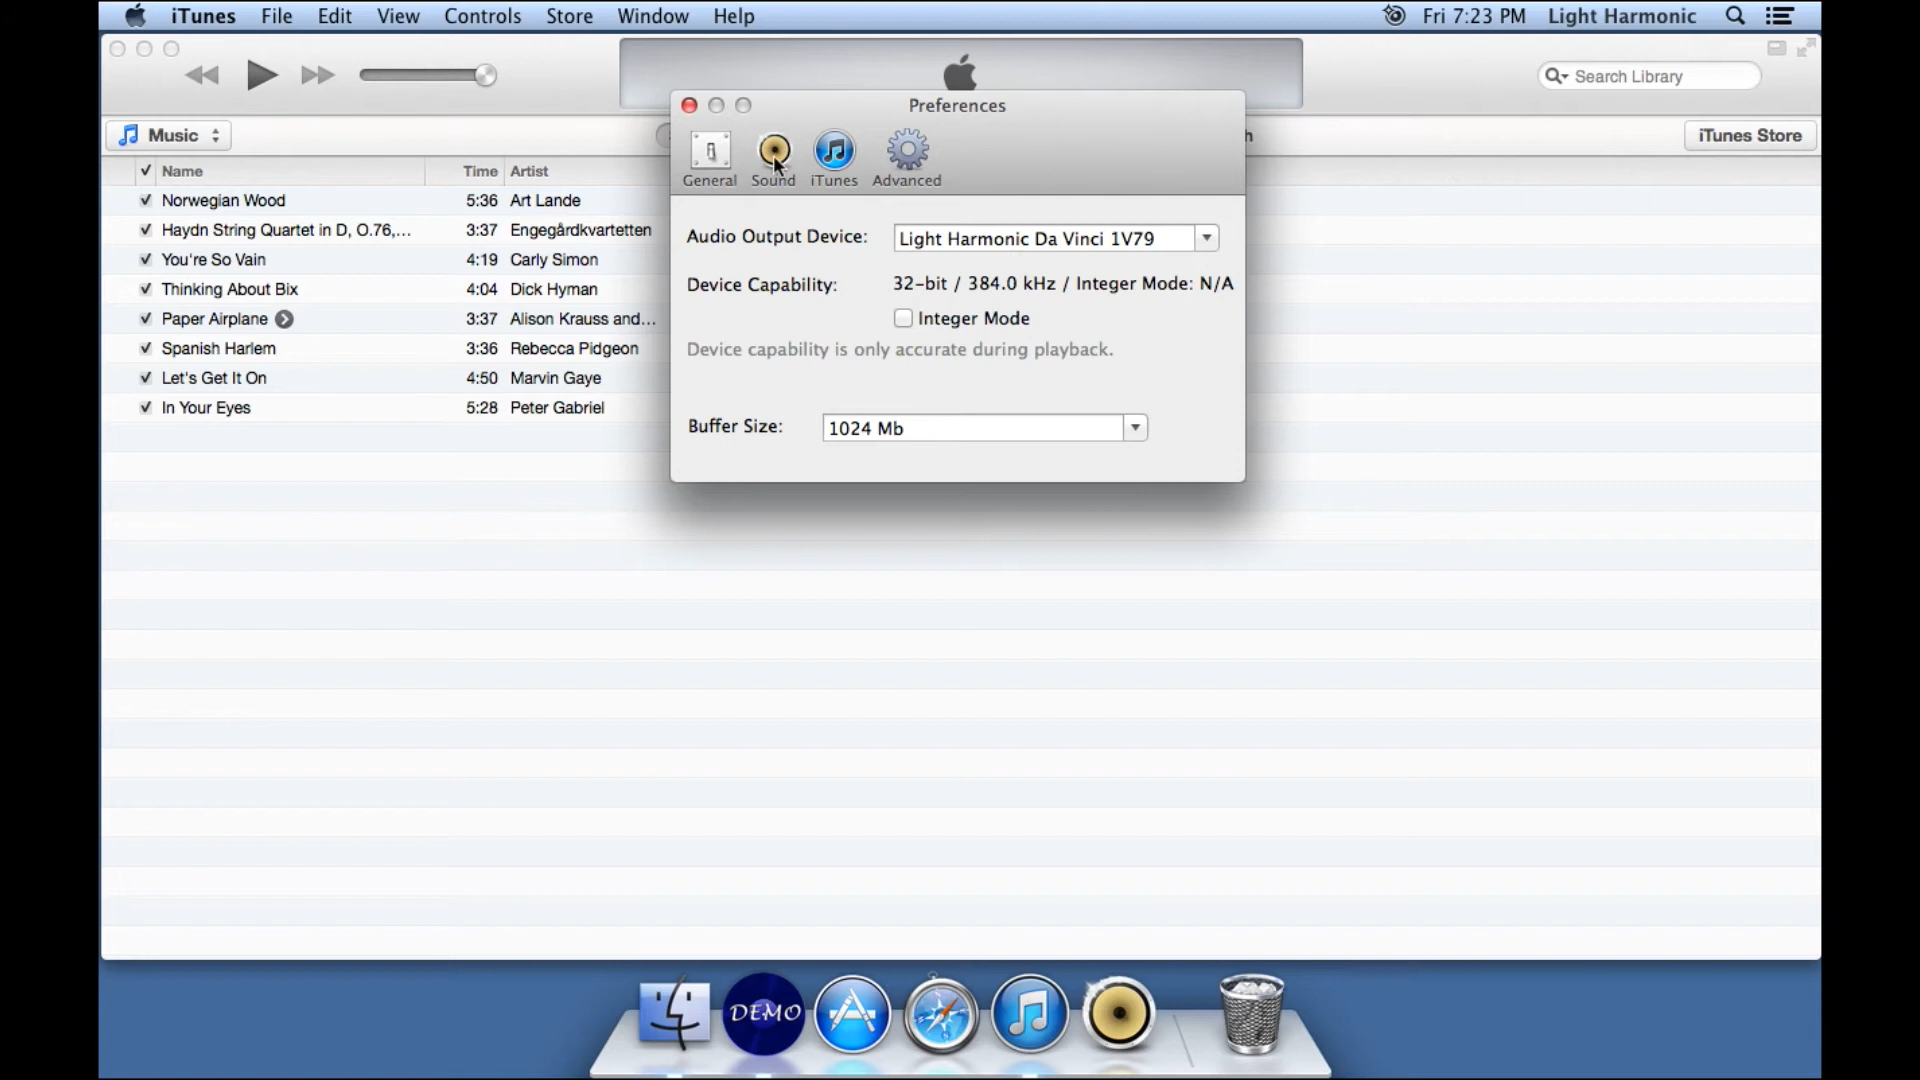 iTunes File Edit View Controls Store Window Help Fri 7:23 PM Light Harmonic
Search Library
Preferences
Music h iTunes Store
General Sound iTunes Advanced
✓ Name Time Artist
✓ Norwegian Wood 5:36 Art Lande
✓ Haydn String Quartet in D, O.76,... 3:37 Engegårdkvartetten
✓ You're So Vain 4:19 Carly Simon
✓ Thinking About Bix 4:04 Dick Hyman
✓ Paper Airplane 3:37 Alison Krauss and...
✓ Spanish Harlem 3:36 Rebecca Pidgeon
✓ Let's Get It On 4:50 Marvin Gaye
✓ In Your Eyes 5:28 Peter Gabriel
Audio Output Device: Light Harmonic Da Vinci 1V79
Device Capability: 32-bit / 384.0 kHz / Integer Mode: N/A
Integer Mode
Device capability is only accurate during playback.
Buffer Size: 1024 Mb
DEMO